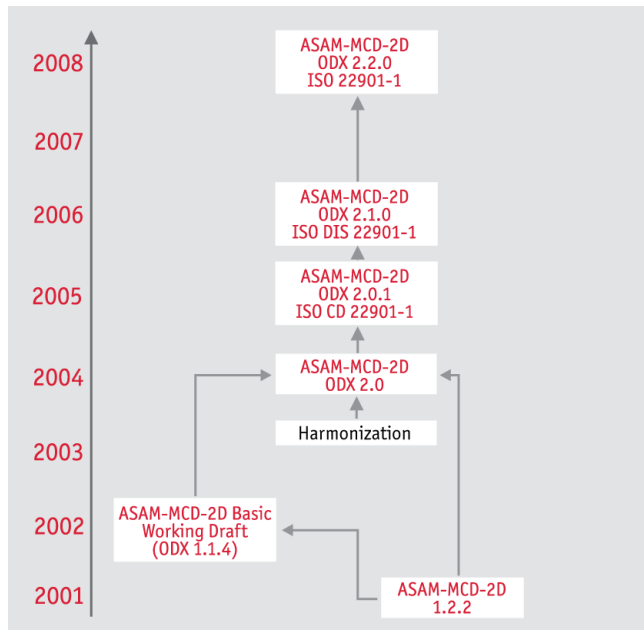 2008
ASAM-MCD-2D
ODX 2.2.0
ISO 22901-1
2007
2006
ASAM-MCD-2D
ODX 2.1.0
ISO DIS 22901-1
2005
ASAM-MCD-2D
ODX 2.0.1
ISO CD 22901-1
2004
ASAM-MCD-2D
ODX 2.0
Harmonization
2003
2002
ASAM-MCD-2D Basic
Working Draft
(ODX 1.1.4)
2001
ASAM-MCD-2D
1.2.2